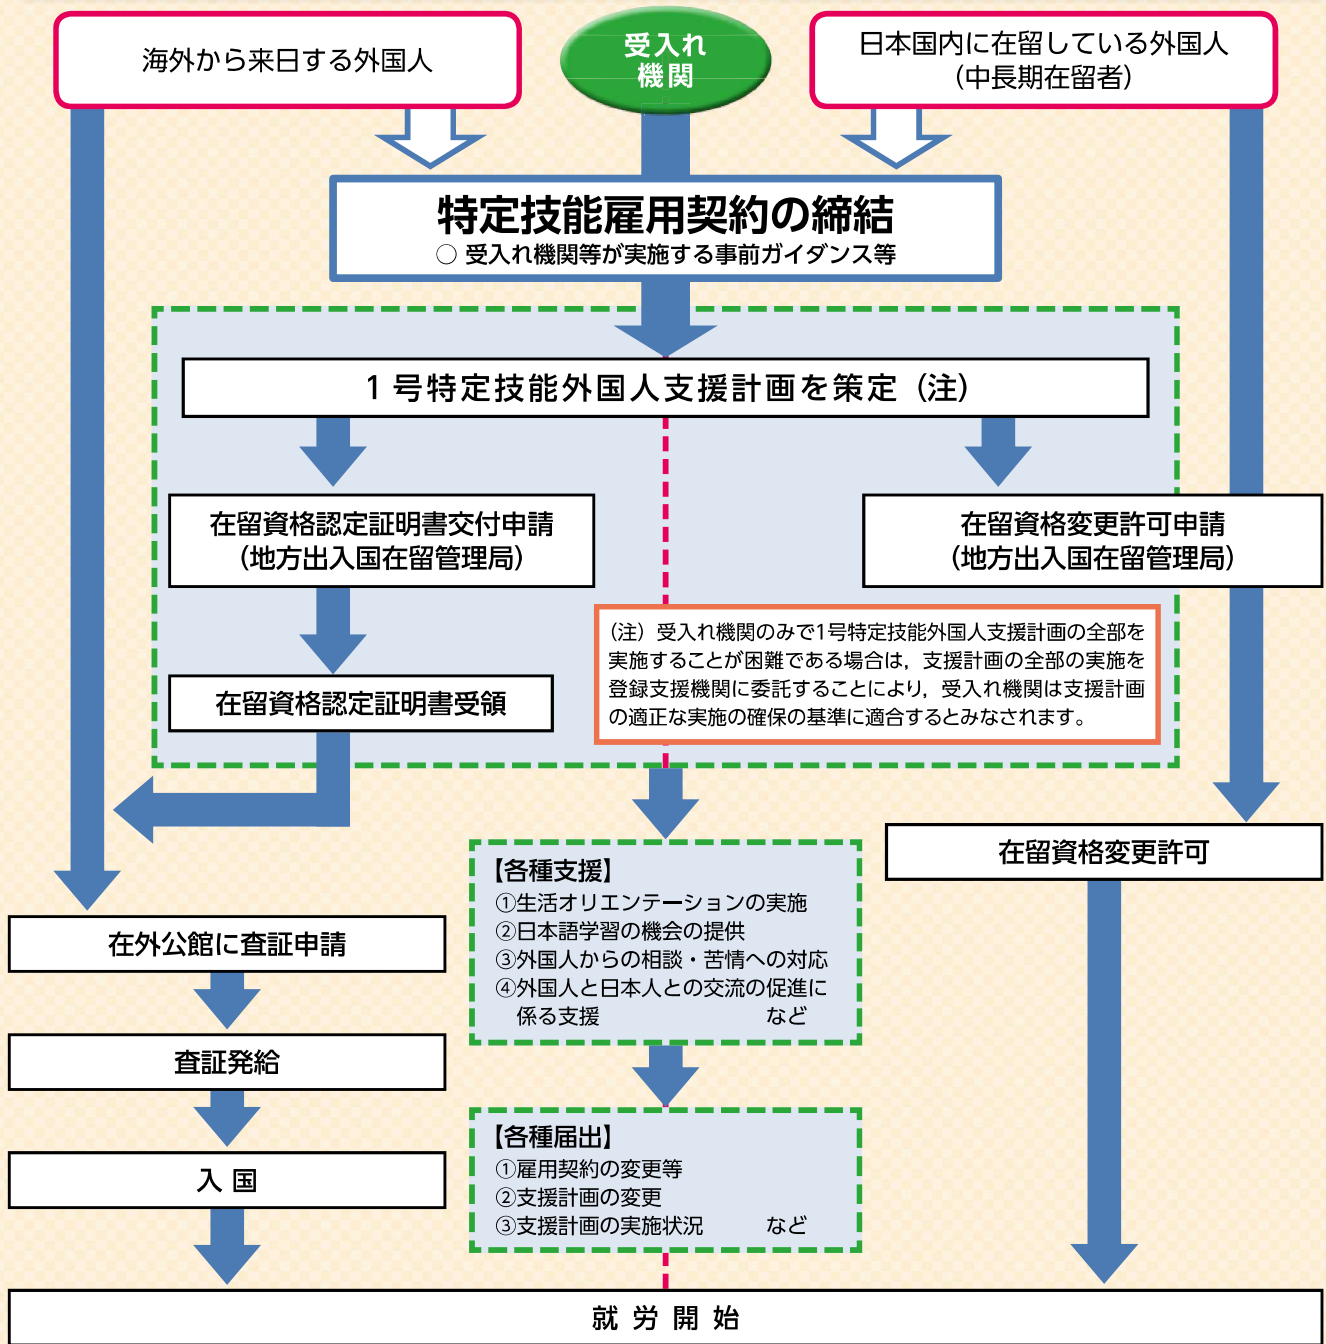 海外から来日する外国人
受入れ
機関
日本国内に在留している外国人
（中長期在留者）
特定技能雇用契約の締結
○ 受入れ機関等が実施する事前ガイダンス等
1 号特定技能外国人支援計画を策定（注）
在留資格認定証明書交付申請
（地方出入国在留管理局）
在留資格変更許可申請
（地方出入国在留管理局）
（注）受入れ機関のみで1号特定技能外国人支援計画の全部を
実施することが困難である場合は，支援計画の全部の実施を
登録支援機関に委託することにより，受入れ機関は支援計画
の適正な実施の確保の基準に適合するとみなされます。
在留資格認定証明書受領
在留資格変更許可
【各種支援】
①生活オリエンテーションの実施
②日本語学習の機会の提供
③外国人からの相談・苦情への対応
④外国人と日本人との交流の促進に
係る支援 など
在外公館に査証申請
査証発給
入 国
【各種届出】
①雇用契約の変更等
②支援計画の変更
③支援計画の実施状況 など
就 労 開 始